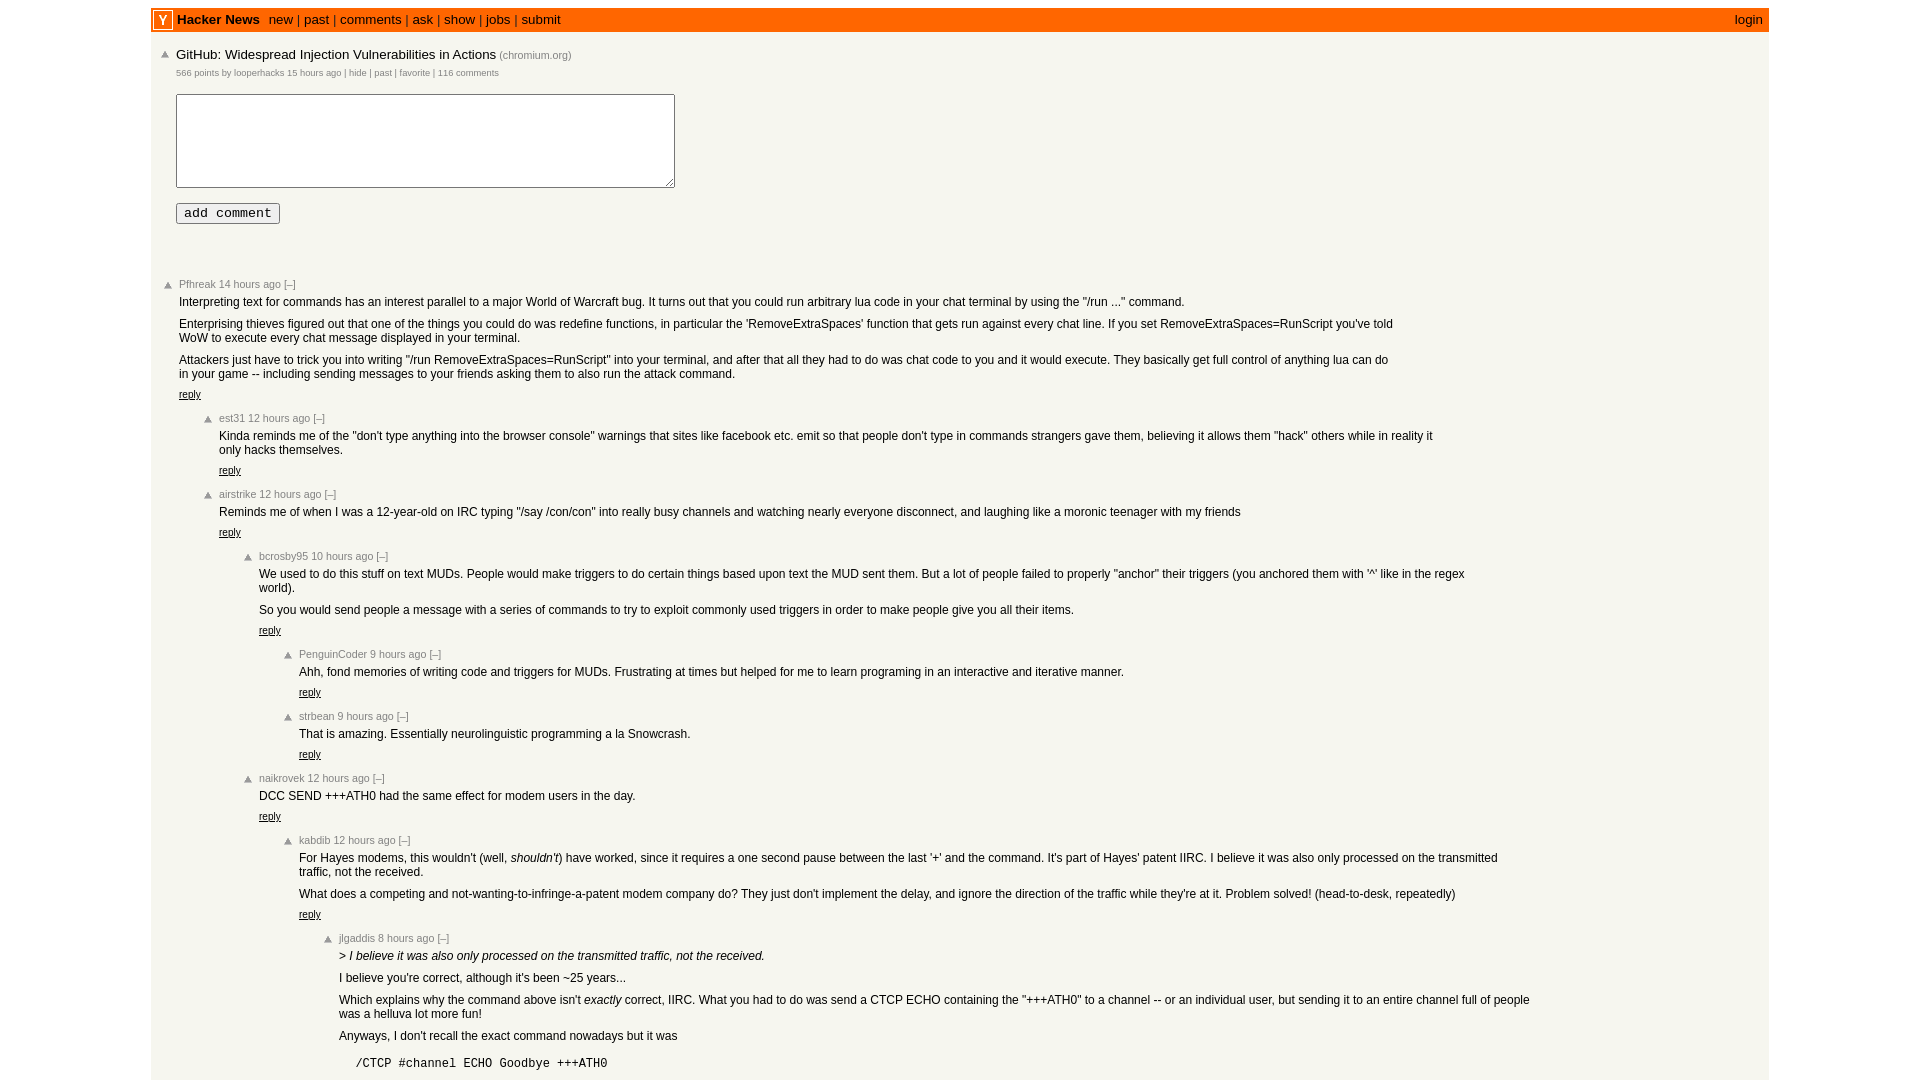 Y Hacker News new | past | comments | ask | show | jobs | submit login
GitHub: Widespread Injection Vulnerabilities in Actions (chromium.org)
566 points by looperhacks 15 hours ago | hide | past | favorite | 116 comments
add comment
Pfhreak 14 hours ago [–]
Interpreting text for commands has an interest parallel to a major World of Warcraft bug. It turns out that you could run arbitrary lua code in your chat terminal by using the "/run ..." command.
Enterprising thieves figured out that one of the things you could do was redefine functions, in particular the 'RemoveExtraSpaces' function that gets run against every chat line. If you set RemoveExtraSpaces=RunScript you've told
WoW to execute every chat message displayed in your terminal.
Attackers just have to trick you into writing "/run RemoveExtraSpaces=RunScript" into your terminal, and after that all they had to do was chat code to you and it would execute. They basically get full control of anything lua can do
in your game -- including sending messages to your friends asking them to also run the attack command.
reply
est31 12 hours ago [–]
Kinda reminds me of the "don't type anything into the browser console" warnings that sites like facebook etc. emit so that people don't type in commands strangers gave them, believing it allows them "hack" others while in reality it
only hacks themselves.
reply
airstrike 12 hours ago [–]
Reminds me of when I was a 12-year-old on IRC typing "/say /con/con" into really busy channels and watching nearly everyone disconnect, and laughing like a moronic teenager with my friends
reply
bcrosby95 10 hours ago [–]
We used to do this stuff on text MUDs. People would make triggers to do certain things based upon text the MUD sent them. But a lot of people failed to properly "anchor" their triggers (you anchored them with '^' like in the regex
world).
So you would send people a message with a series of commands to try to exploit commonly used triggers in order to make people give you all their items.
reply
PenguinCoder 9 hours ago [–]
Ahh, fond memories of writing code and triggers for MUDs. Frustrating at times but helped for me to learn programing in an interactive and iterative manner.
reply
strbean 9 hours ago [–]
That is amazing. Essentially neurolinguistic programming a la Snowcrash.
reply
naikrovek 12 hours ago [–]
DCC SEND +++ATH0 had the same effect for modem users in the day.
reply
kabdib 12 hours ago [–]
For Hayes modems, this wouldn't (well, shouldn't) have worked, since it requires a one second pause between the last '+' and the command. It's part of Hayes' patent IIRC. I believe it was also only processed on the transmitted
traffic, not the received.
What does a competing and not-wanting-to-infringe-a-patent modem company do? They just don't implement the delay, and ignore the direction of the traffic while they're at it. Problem solved! (head-to-desk, repeatedly)
reply
jlgaddis 8 hours ago [–]
> I believe it was also only processed on the transmitted traffic, not the received.
I believe you're correct, although it's been ~25 years...
Which explains why the command above isn't exactly correct, IIRC. What you had to do was send a CTCP ECHO containing the "+++ATH0" to a channel -- or an individual user, but sending it to an entire channel full of people
was a helluva lot more fun!
Anyways, I don't recall the exact command nowadays but it was
/CTCP #channel ECHO Goodbye +++ATH0